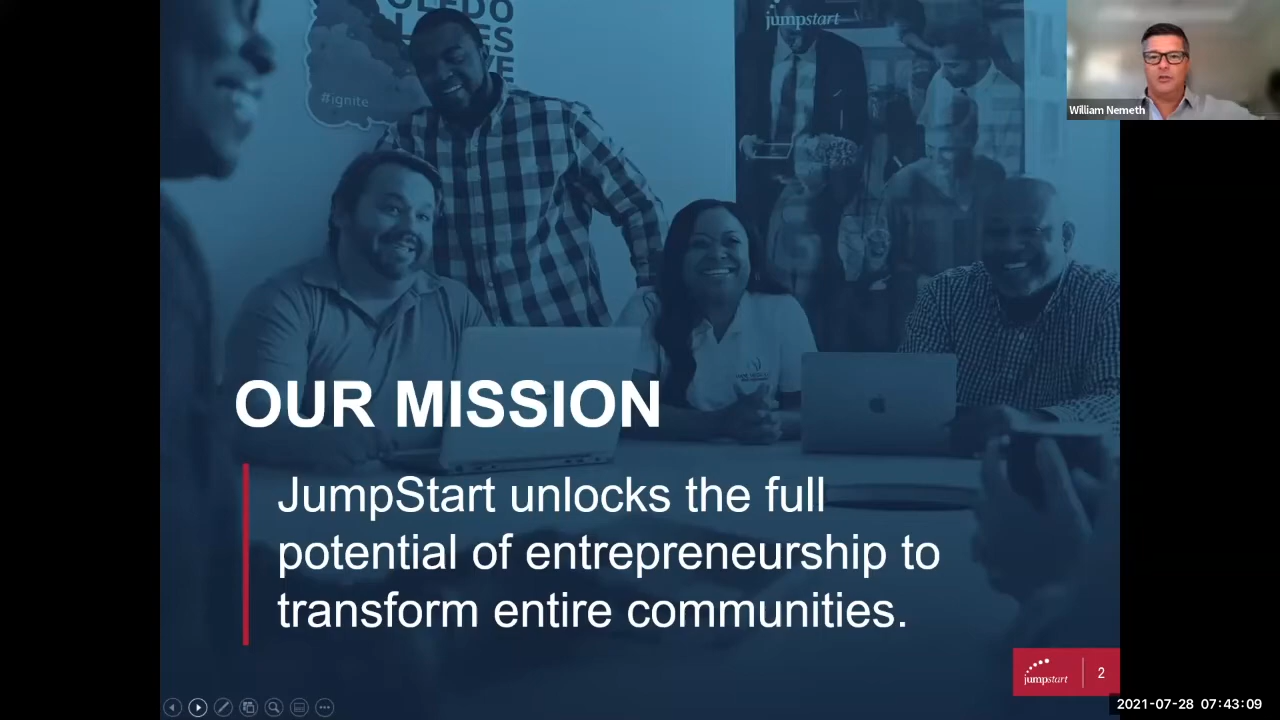 #ignite
jumpstart
William Nemeth
OUR MISSION
JumpStart unlocks the full
potential of entrepreneurship to
transform entire communities.
jumpstart
2
2021-07-28 07:43:09